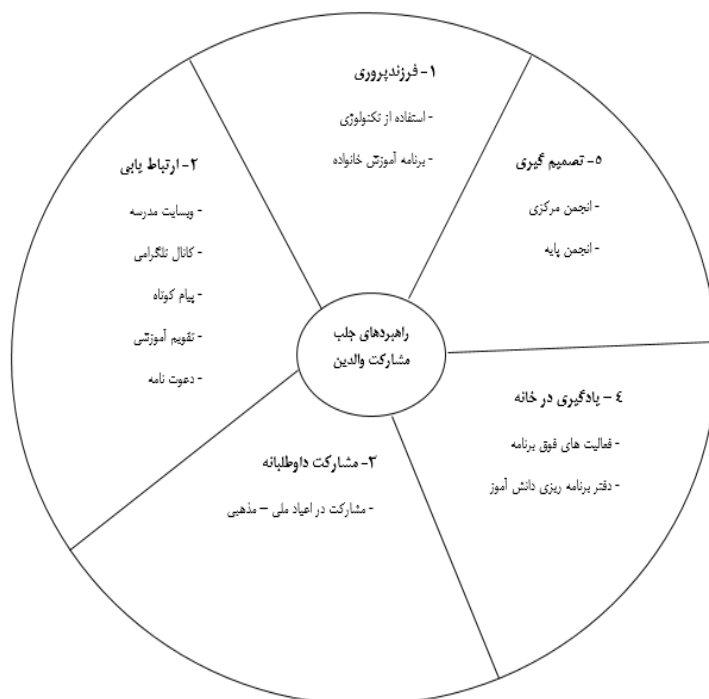 راهبردهای جلب
مشارکت والدین
۱- فرزندپروری
- استفاده از تکنولوژی
- برنامه آموزش خانواده
۲- ارتباط یابی
- وبسایت مدرسه
- کانال تلگرامی
- پیام کوتاه
- تقویم آموزشی
- دعوت نامه
۳- مشارکت داوطلبانه
- مشارکت در اعیاد ملی – مذهبی
٤ – یادگیری در خانه
- فعالیت های فوق برنامه
- دفتر برنامه ریزی دانش آموز
۵- تصمیم گیری
- انجمن مرکزی
- انجمن پایه